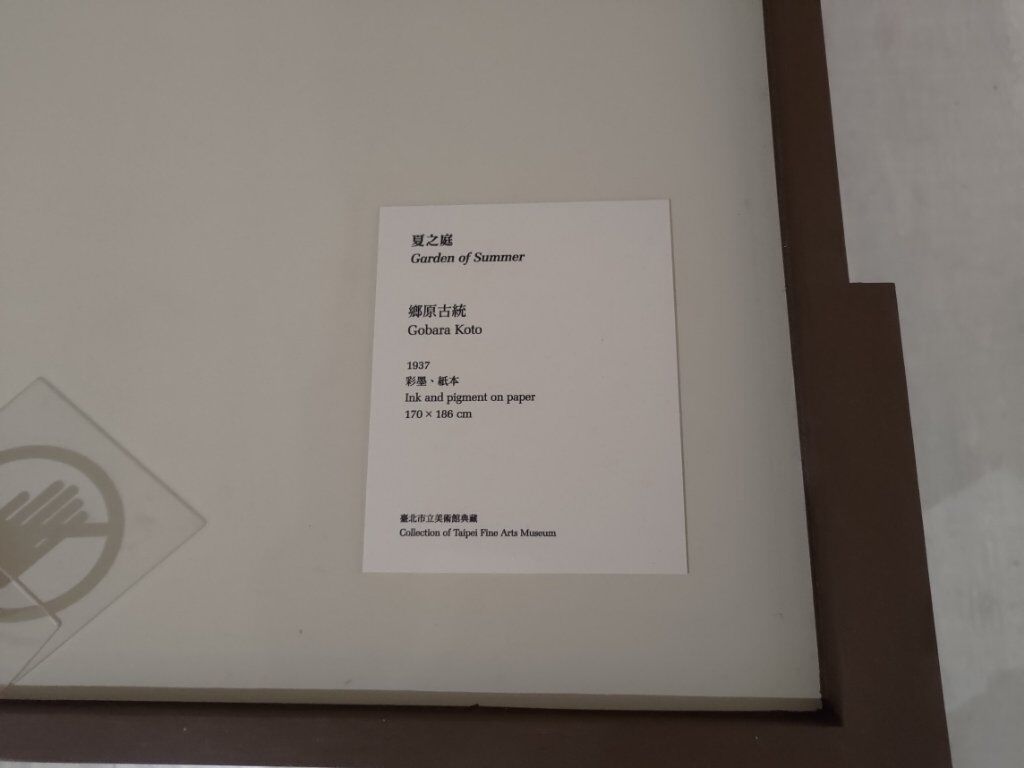 夏之庭
Garden of Summer
鄉原古統
Gobara Koto
1937
彩墨、紙本
Ink and pigment on paper
170 × 186 cm
臺北市立美術館典藏
Collection of Taipei Fine Arts Museum